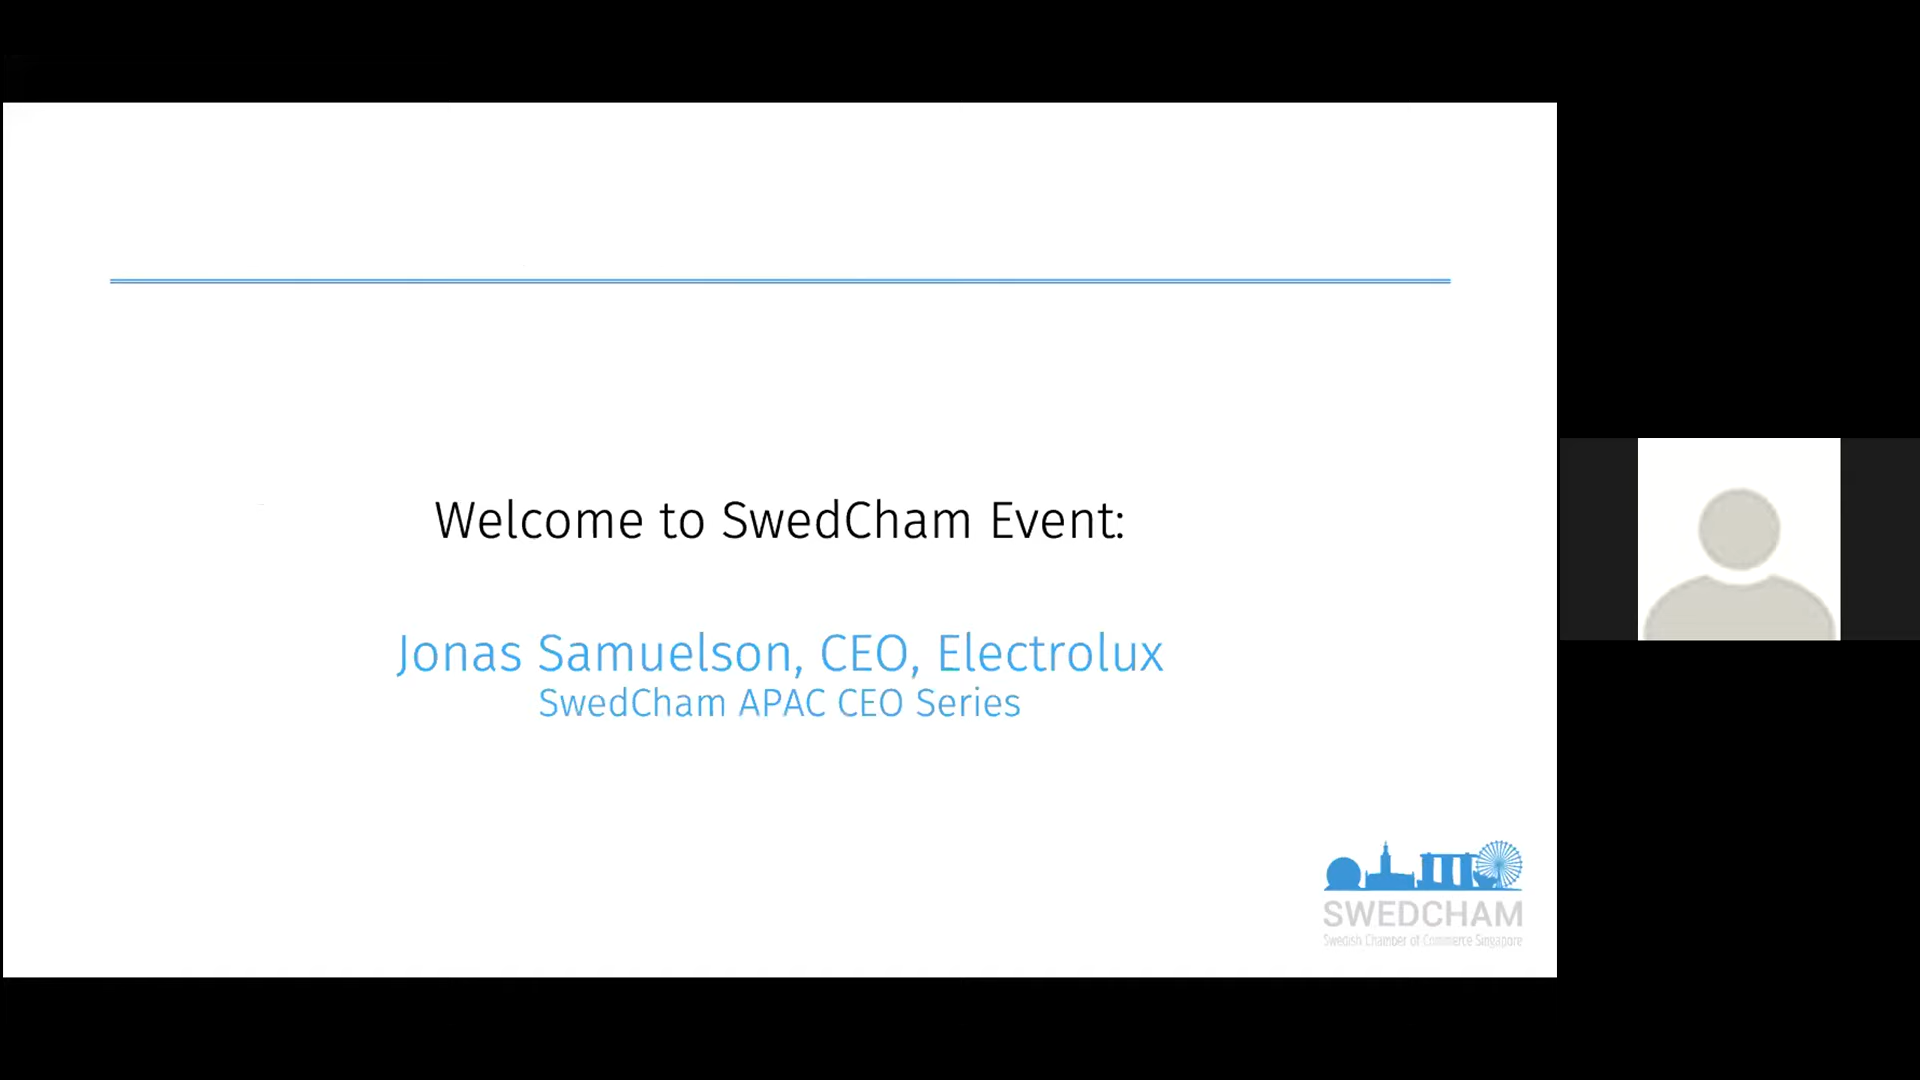 Welcome to SwedCham Event:
Jonas Samuelson, CEO, Electrolux
SwedCham APAC CEO Series
SWEDCHAM
Swedish Chamber of Commerce Singapore